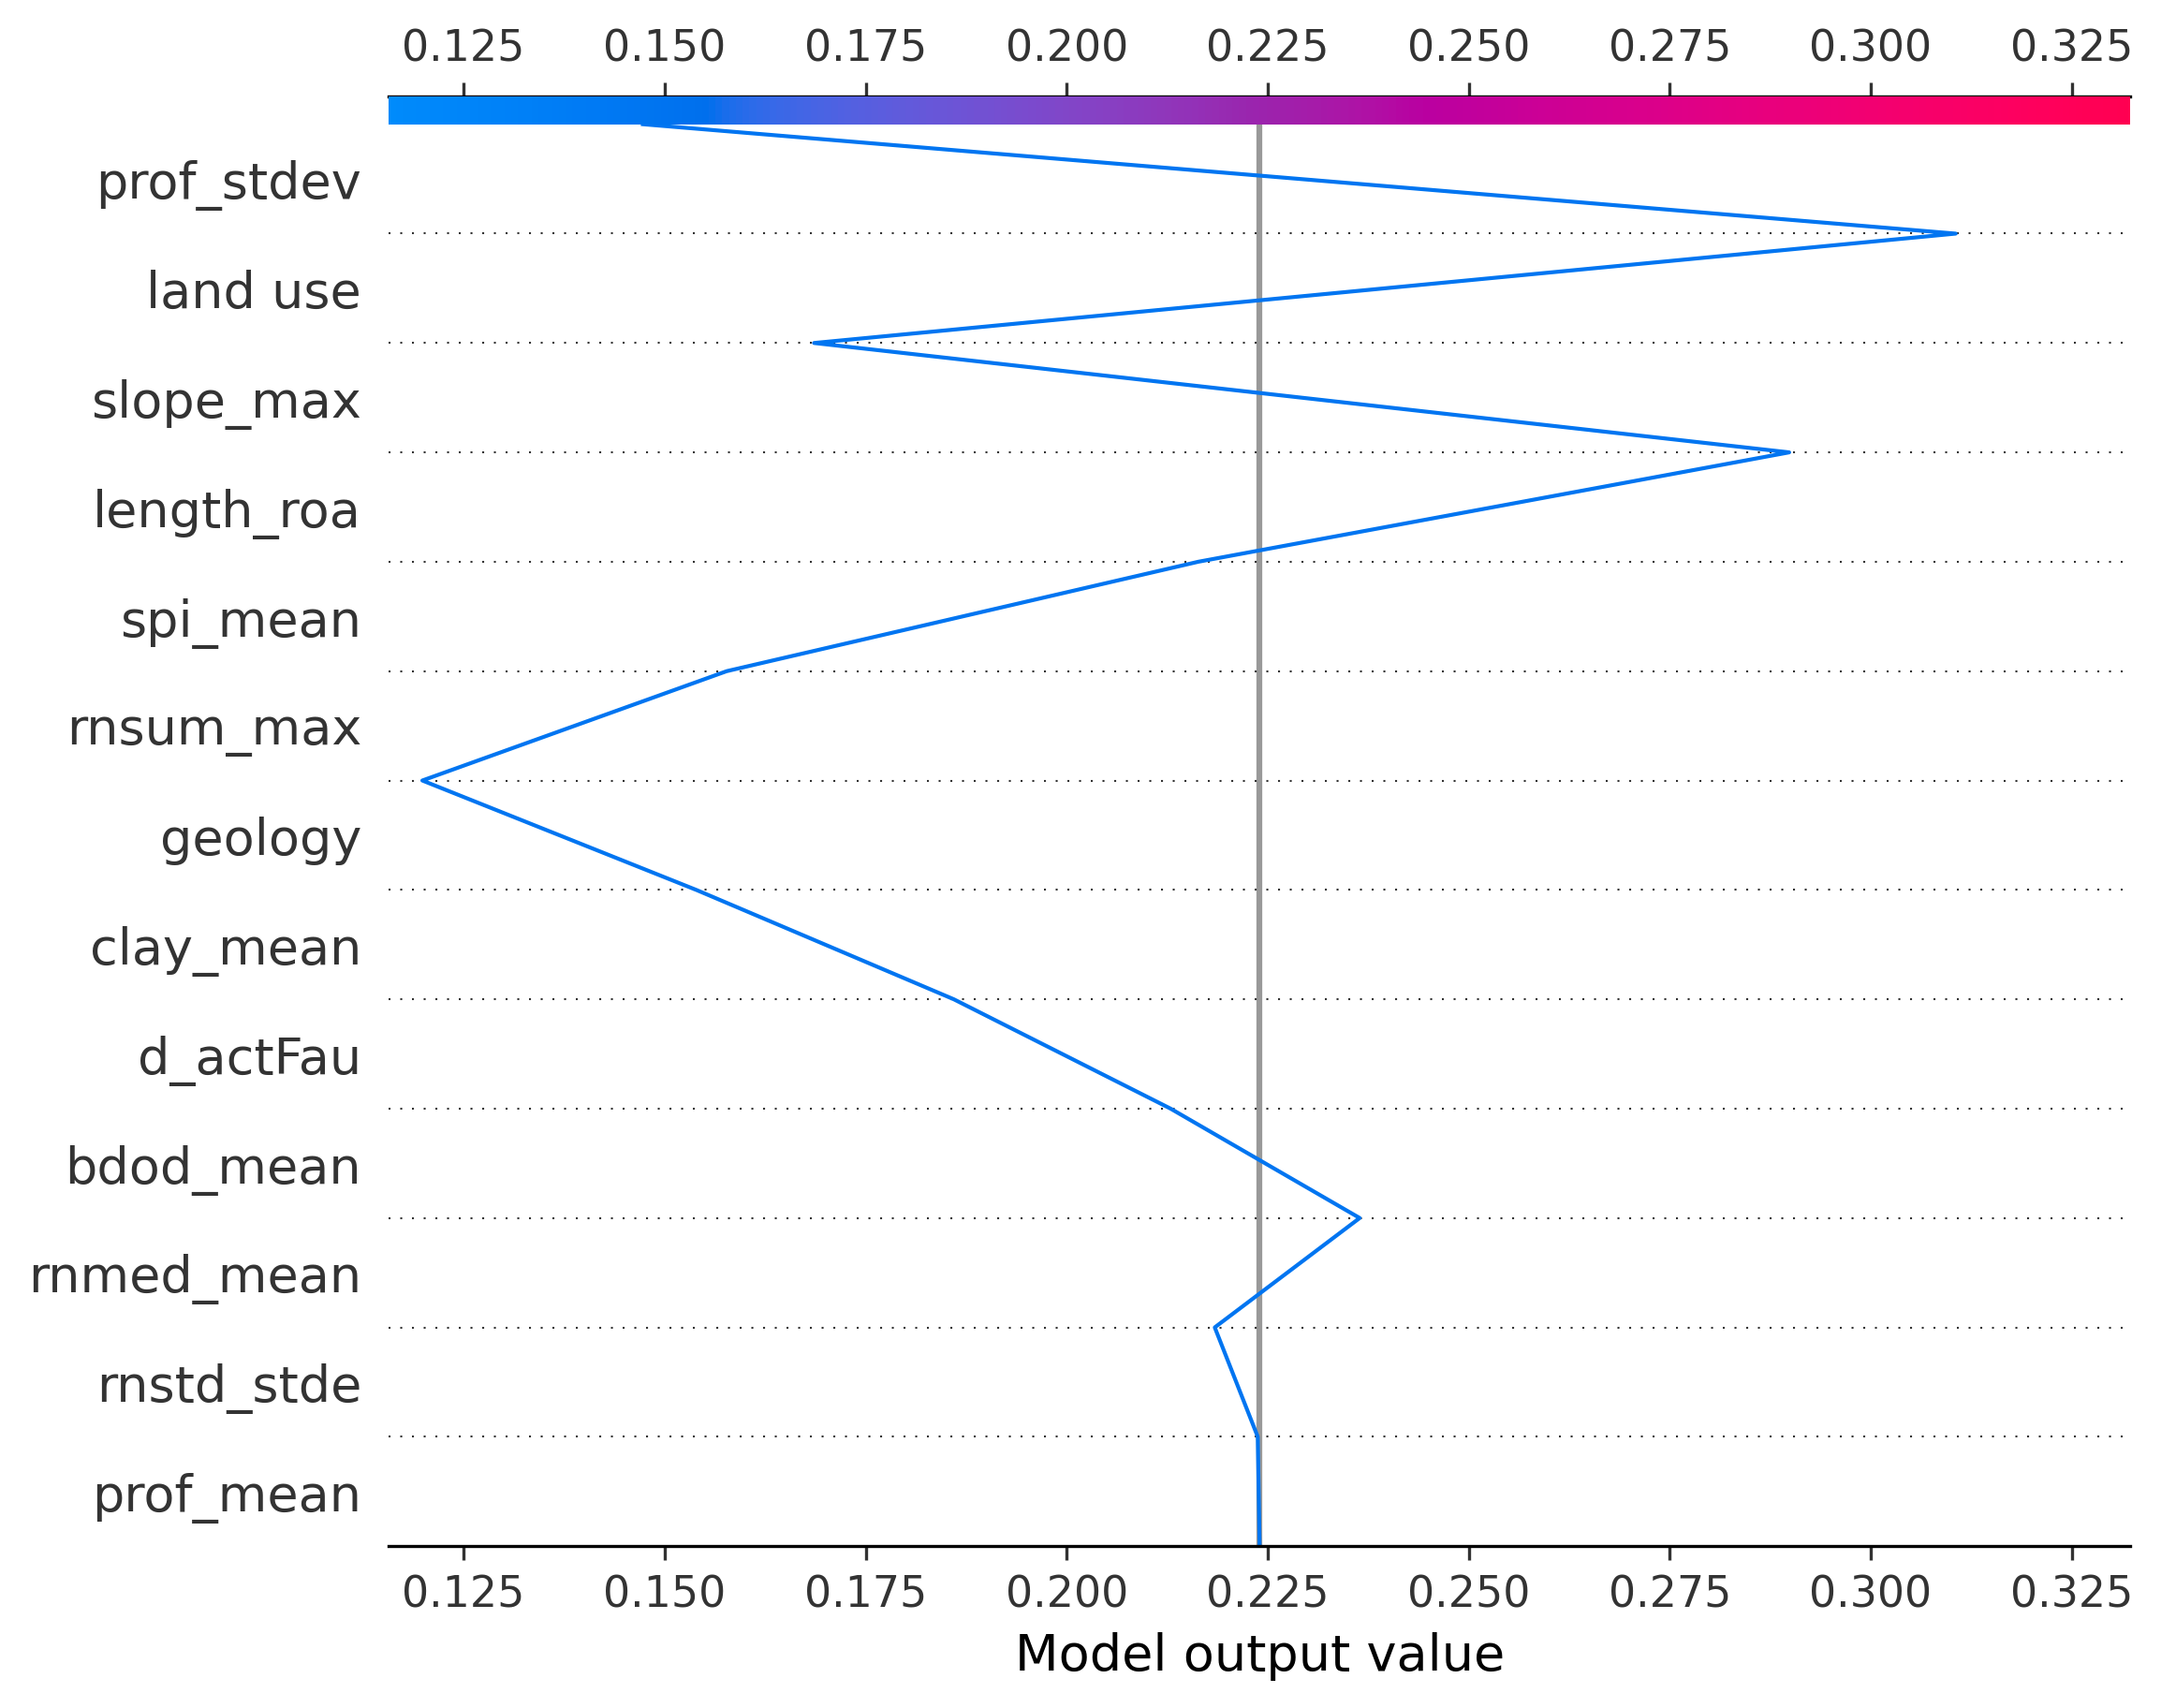 0.125 0.150 0.175 0.200 0.225 0.250 0.275 0.300 0.325
prof_stdev
land use
slope_max
length_roa
spi_mean
rnsum_max
geology
clay_mean
d_actFau
bdod_mean
rnmed_mean
rnstd_stde
prof_mean
0.125 0.150 0.175 0.200 0.225 0.250 0.275 0.300 0.325
Model output value